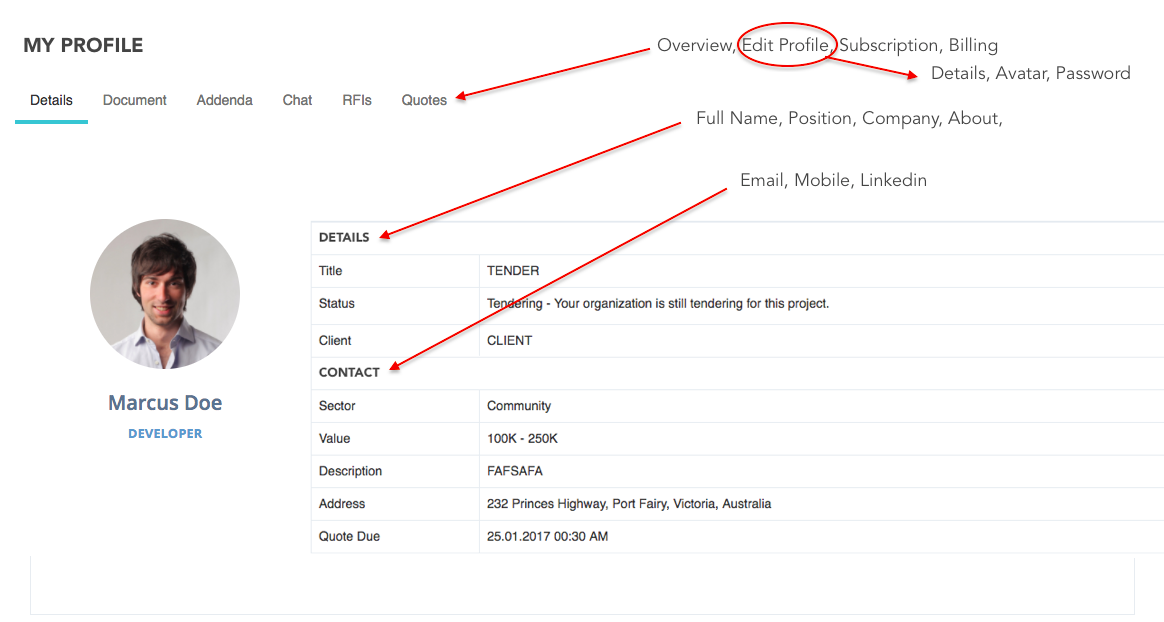 MY PROFILE
Overview, Edit Profile, Subscription, Billing
Details, Avatar, Password
Details Document Addenda Chat RFIs Quotes
Full Name, Position, Company, About,
Email, Mobile, Linkedin
DETAILS
Title TENDER
Status Tendering - Your organization is still tendering for this project.
Client CLIENT
CONTACT
Sector Community
Value 100K - 250K
Description FAFSAFA
Address 232 Princes Highway, Port Fairy, Victoria, Australia
Quote Due 25.01.2017 00:30 AM
Marcus Doe
DEVELOPER